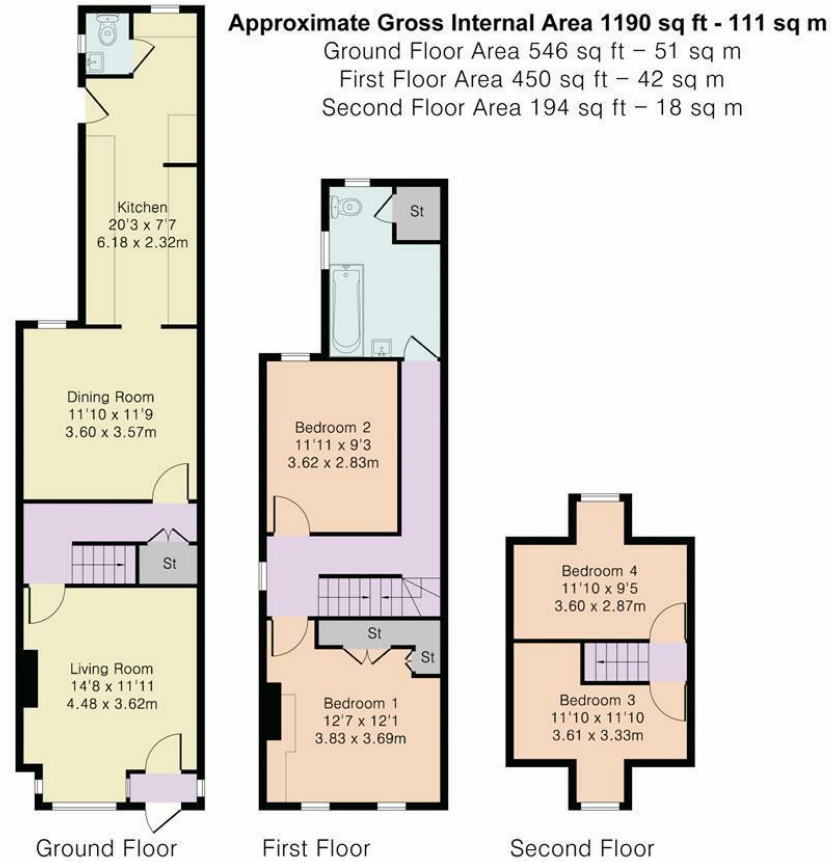 Approximate Gross Internal Area 1190 sq ft - 111 sq m
Ground Floor Area 546 sq ft – 51 sq m
First Floor Area 450 sq ft – 42 sq m
Second Floor Area 194 sq ft – 18 sq m
Kitchen
20'3 x 7'7
6.18 x 2.32m
Dining Room
11'10 x 11'9
3.60 x 3.57m
St
Living Room
14'8 x 11'11
4.48 x 3.62m
Ground Floor
St
Bedroom 2
11'11 x 9'3
3.62 x 2.83m
St
St
Bedroom 1
12'7 x 12'1
3.83 x 3.69m
First Floor
Bedroom 4
11'10 x 9'5
3.60 x 2.87m
Bedroom 3
11'10 x 11'10
3.61 x 3.33m
Second Floor